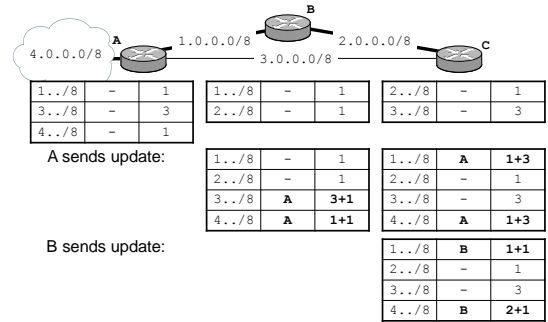 B
A
1.0.0.0/8
2.0.0.0/8
C
4.0.0.0/8
3.0.0.0/8
1../8 - 1 1../8 - 1 2../8 - 1
3../8 - 3 2../8 - 1 3../8 - 3
4../8 - 1
A sends update:
1../8 - 1 1../8 A 1+3
2../8 - 1 2../8 - 1
3../8 A 3+1 3../8 - 3
4../8 A 1+1 4../8 A 1+3
B sends update:
1../8 B 1+1
2../8 - 1
3../8 - 3
4../8 B 2+1